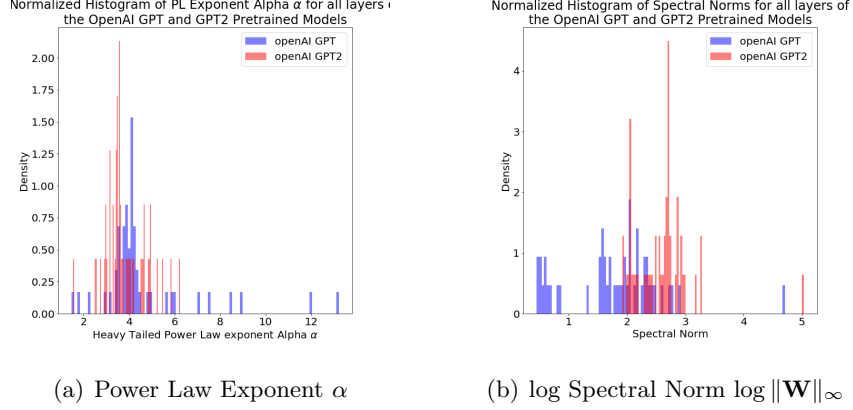 Normalized Histogram of PL Exponent Alpha α for all layers
the OpenAI GPT and GPT2 Pretrained Models
openAI GPT
openAI GPT2
2.00
1.75
1.50
1.25
1.00
0.75
0.50
0.25
0.00
Density
2
4
6
8
10
12
Heavy Tailed Power Law exponent Alpha α
(a) Power Law Exponent α
Normalized Histogram of Spectral Norms for all layers of
the OpenAI GPT and GPT2 Pretrained Models
openAI GPT
openAI GPT2
4
3
2
1
0
Density
1
2
3
4
5
Spectral Norm
(b) log Spectral Norm log ‖W‖∞